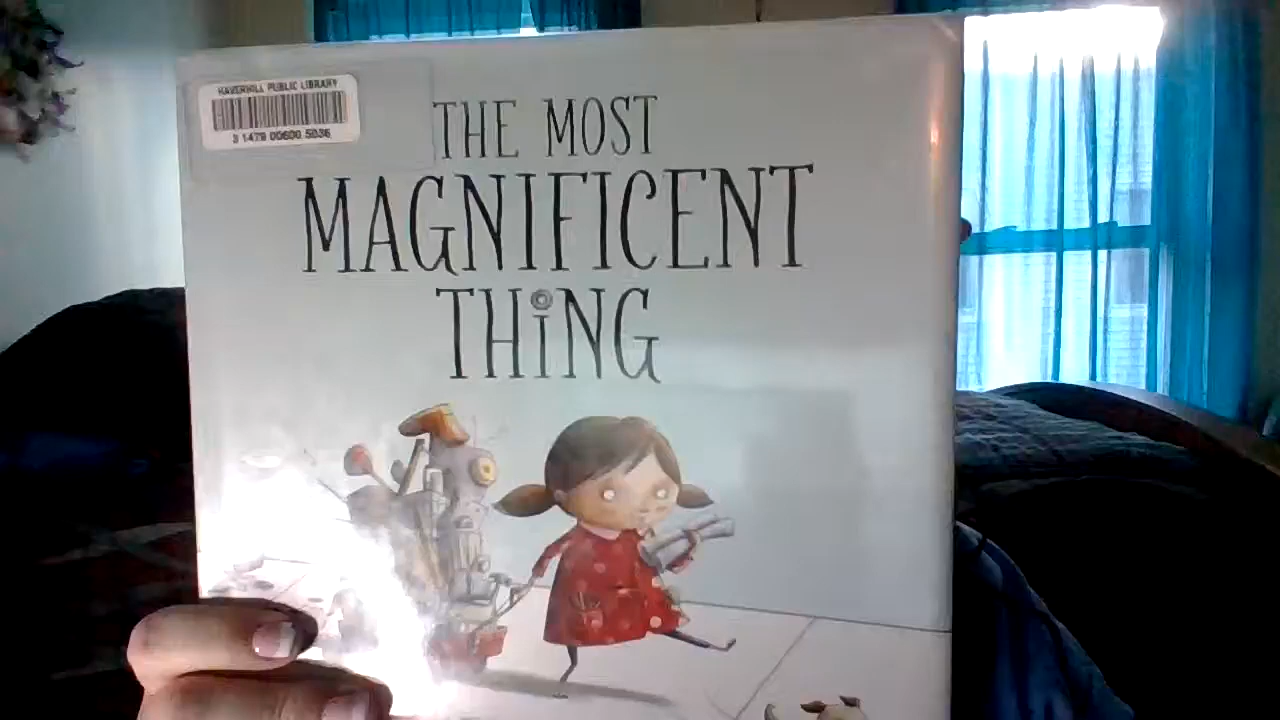 HAVERHILL PUBLIC LIBRARY
3 1479 00600 5036
THE MOST
MAGNIFICENT
THiNG